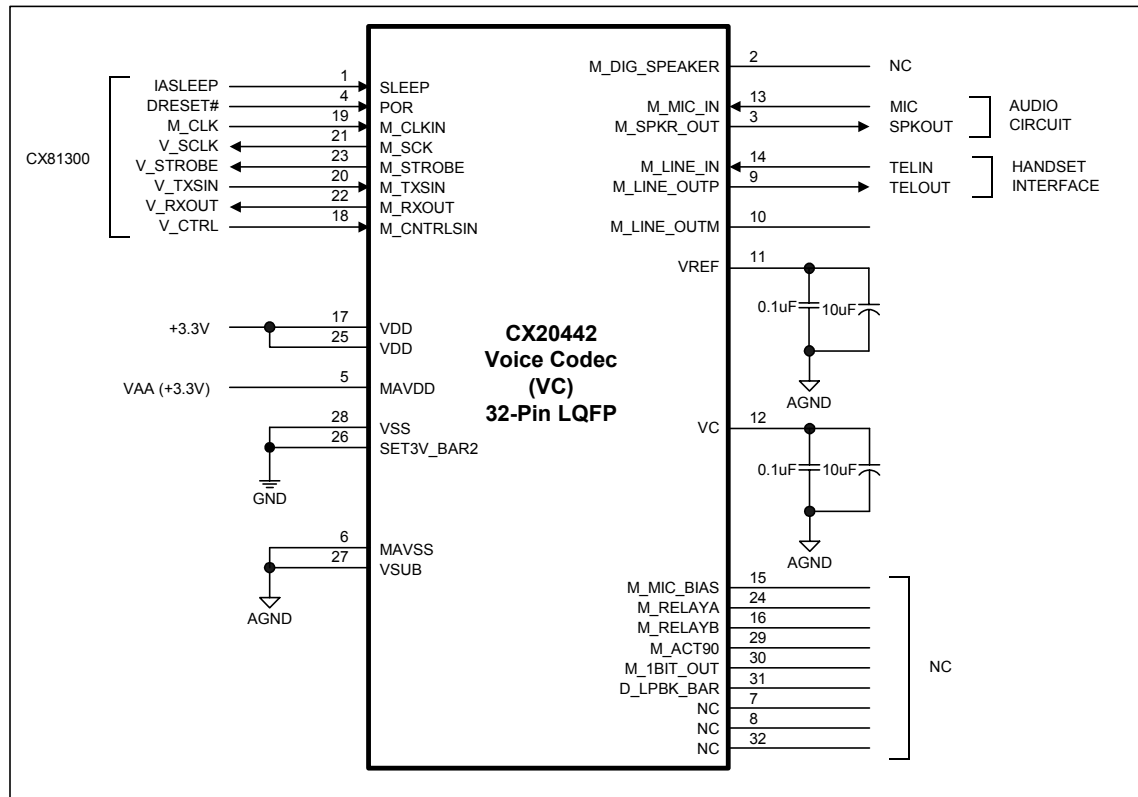 CX81300
IASLEEP 1 SLEEP
DRESET# 4 POR
M_CLK 19 M_CLKIN
V_SCLK 21 M_SCK
V_STROBE 23 M_STROBE
V_TXSIN 20 M_TXSIN
V_RXOUT 22 M_RXOUT
V_CTRL 18 M_CNTRLSIN
+3.3V
17 VDD
25 VDD
VAA (+3.3V) 5 MAVDD
28 VSS
26 SET3V_BAR2
GND
6 MAVSS
27 VSUB
AGND
CX20442
Voice Codec
(VC)
32-Pin LQFP
M_DIG_SPEAKER 2 NC
M_MIC_IN 13 MIC
M_SPKR_OUT 3 SPKOUT
AUDIO
CIRCUIT
M_LINE_IN 14 TELIN
M_LINE_OUTP 9 TELOUT
HANDSET
INTERFACE
M_LINE_OUTM 10
VREF 11
0.1uF 10uF
AGND
VC 12
0.1uF 10uF
AGND
M_MIC_BIAS 15
M_RELAYA 24
M_RELAYB 16
M_ACT90 29
M_1BIT_OUT 30
D_LPBK_BAR 31
NC 7
NC 8
NC 32
NC